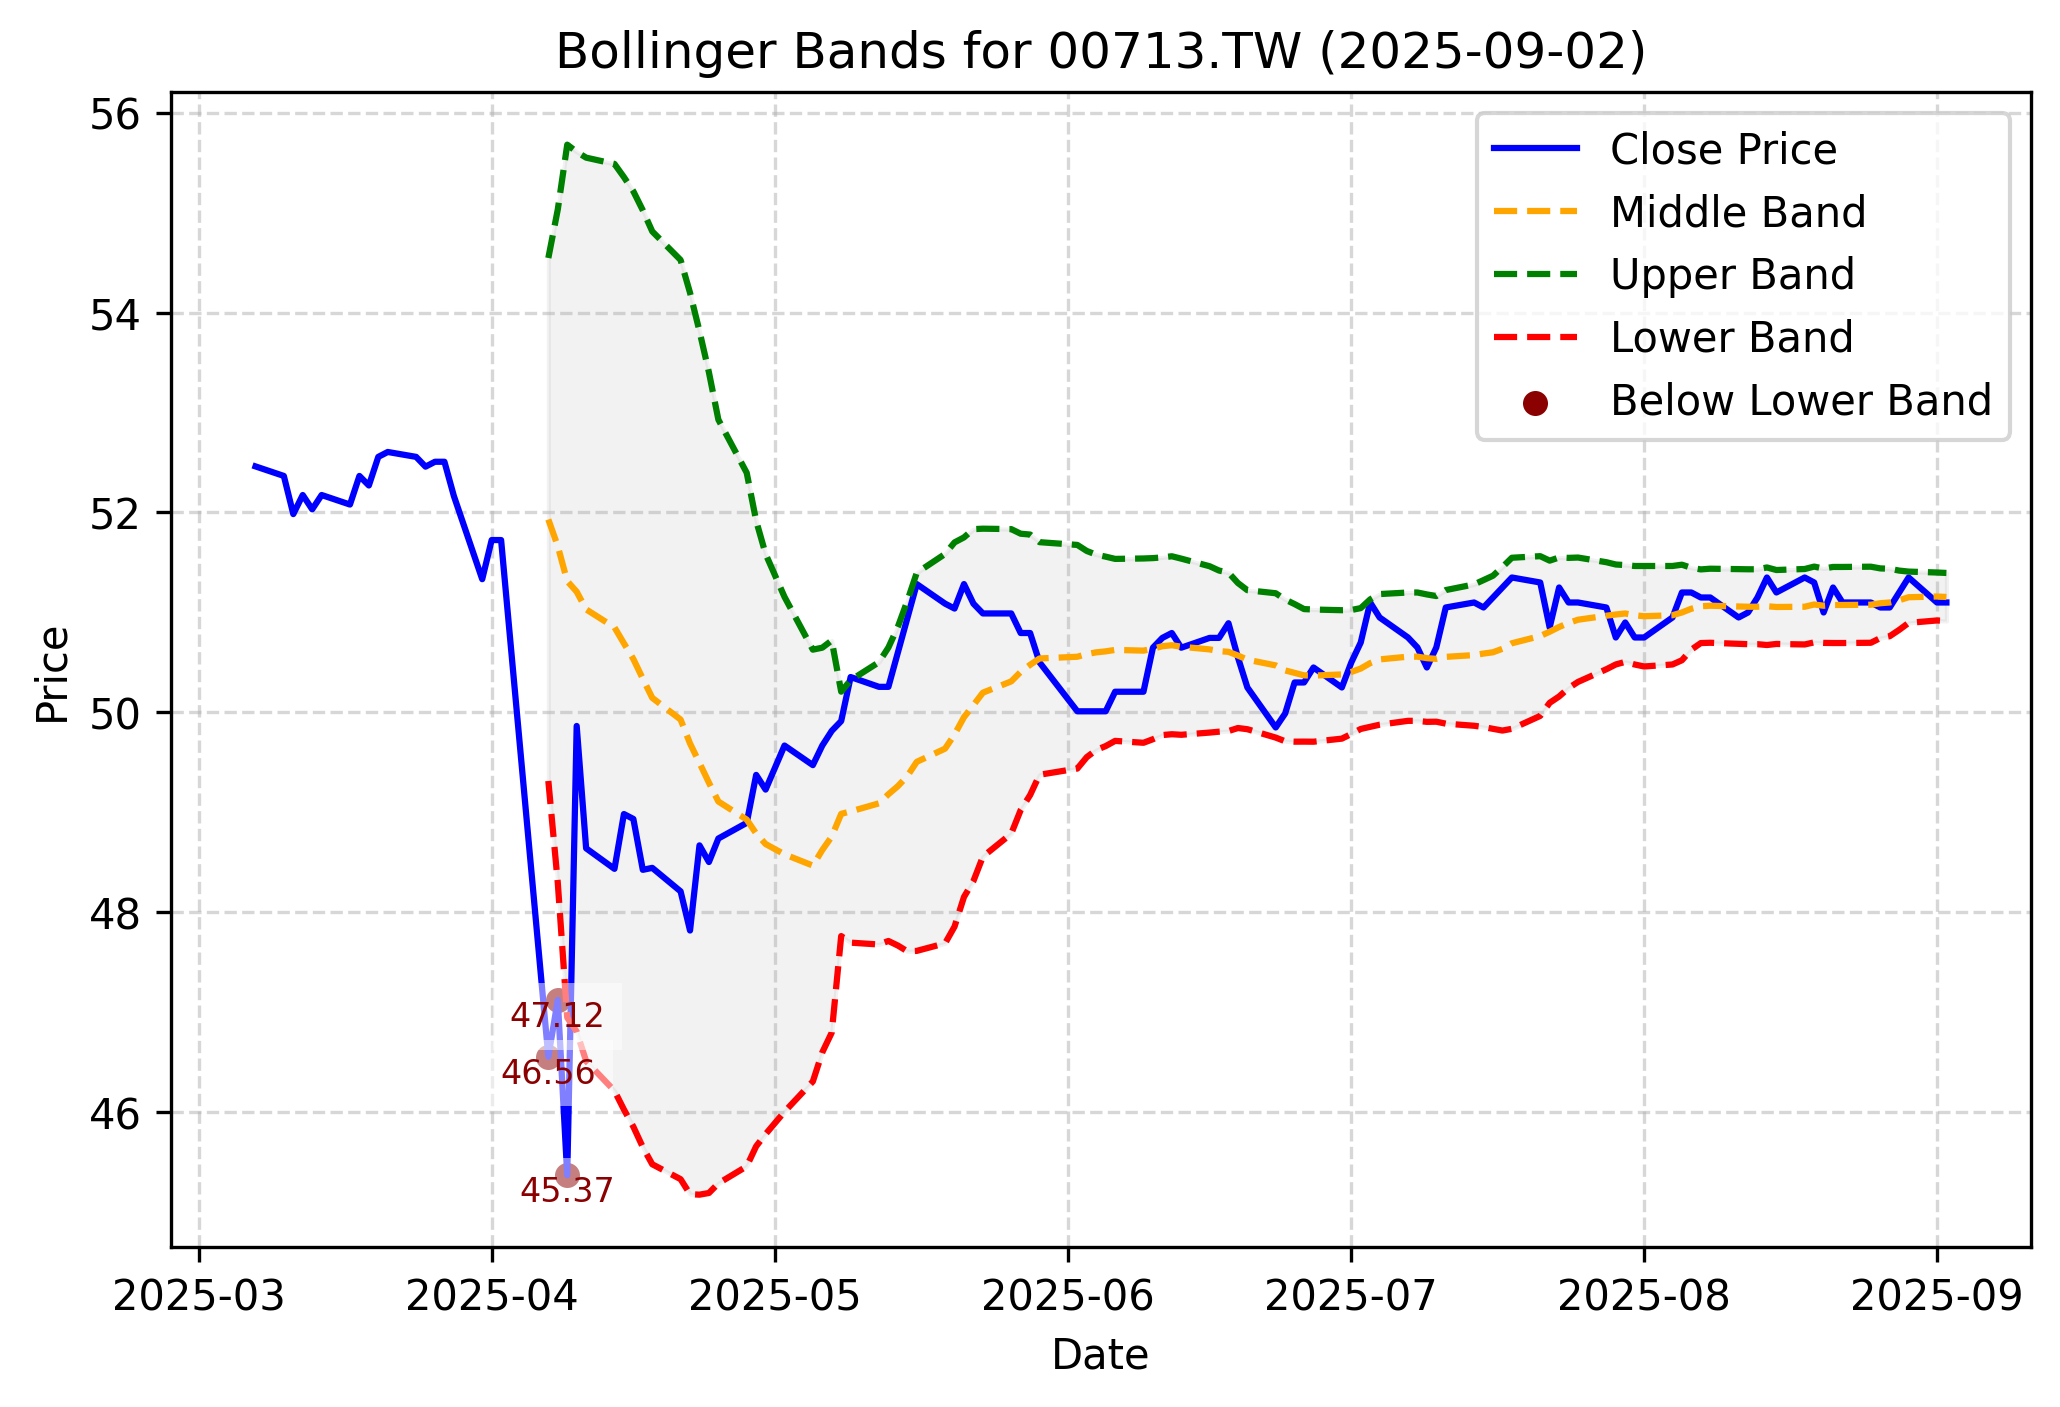 Bollinger Bands for 00713.TW (2025-09-02)
Close Price
Middle Band
Upper Band
Lower Band
Below Lower Band
Price
56
54
52
50
48
46
47.12
46.56
45.37
2025-03
2025-04
2025-05
2025-06
2025-07
2025-08
2025-09
Date